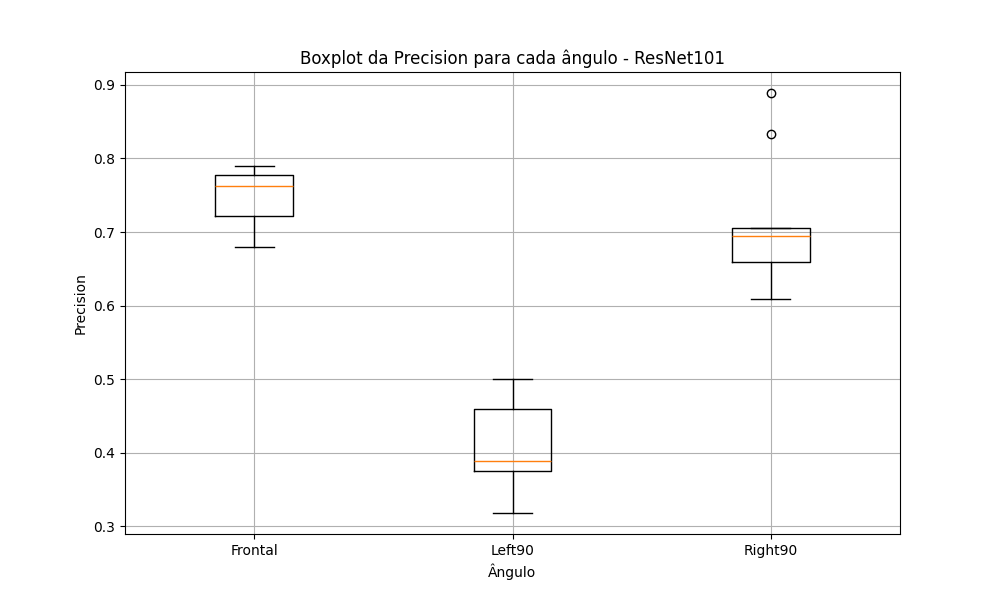 Boxplot da Precision para cada ângulo - ResNet101
0.9
0.8
0.7
0.6
0.5
0.4
0.3
Precision
Frontal
Left90
Right90
Ângulo